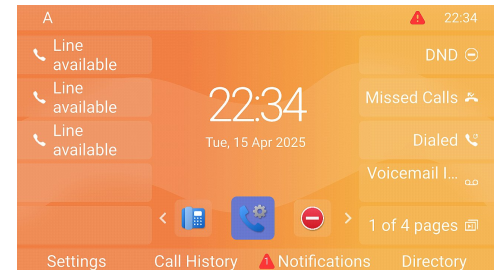 A
22:34
Line
available
DND
22:34
Line
available
Missed Calls
Tue, 15 Apr 2025
Line
available
Dialed
Voicemail I...
1 of 4 pages
Settings
Call History
Notifications
Directory